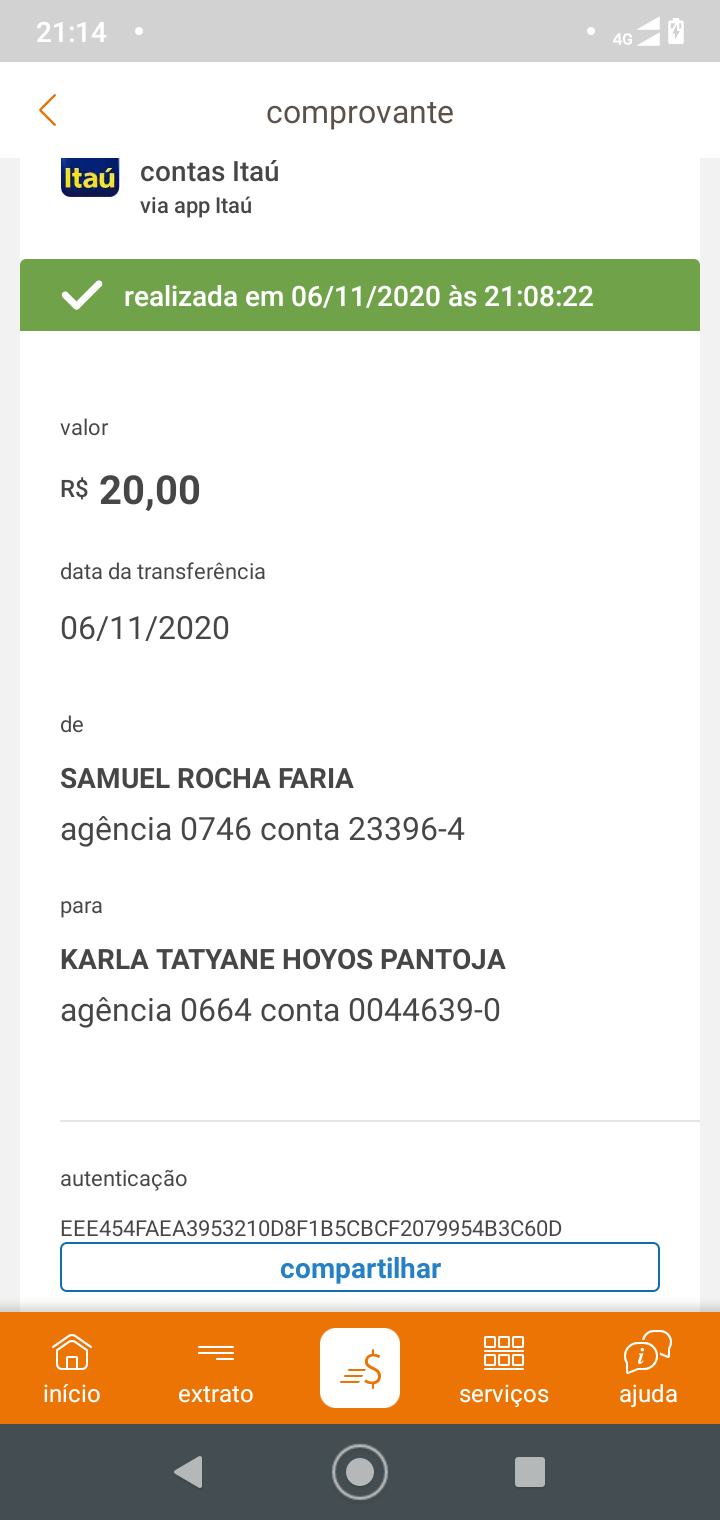 21:14
4G
comprovante
Itaú
contas Itaú
via app Itaú
realizada em 06/11/2020 às 21:08:22
valor
R$ 20,00
data da transferência
06/11/2020
de
SAMUEL ROCHA FARIA
agência 0746 conta 23396-4
para
KARLA TATYANE HOYOS PANTOJA
agência 0664 conta 0044639-0
autenticação
EEE454FAEA3953210D8F1B5CBCF2079954B3C60D
compartilhar
início extrato serviços ajuda